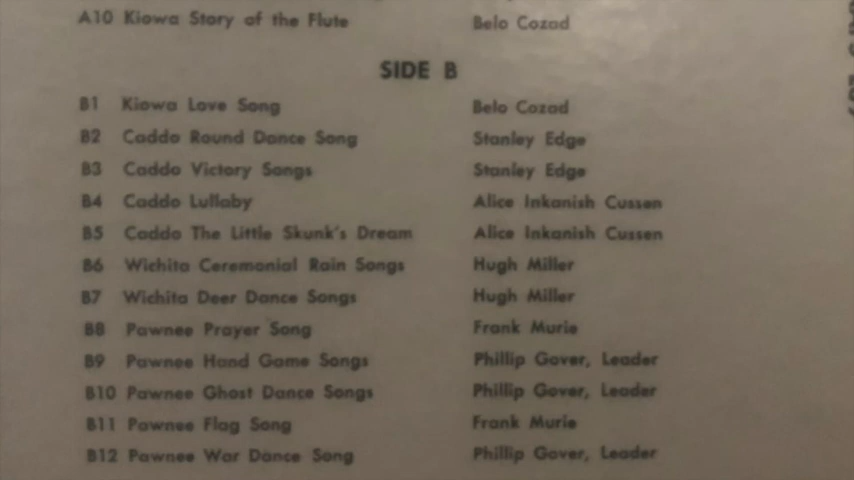 A10 Kiowa Story of the Flute Belo Cozad
SIDE B
B1 Kiowa Love Song Belo Cozad
B2 Caddo Round Dance Song Stanley Edge
B3 Caddo Victory Songs Stanley Edge
B4 Caddo Lullaby Alice Inkanish Cussen
B5 Caddo The Little Skunk's Dream Alice Inkanish Cussen
B6 Wichita Ceremonial Rain Songs Hugh Miller
B7 Wichita Deer Dance Songs Hugh Miller
B8 Pawnee Prayer Song Frank Murie
B9 Pawnee Hand Game Songs Phillip Gover, Leader
B10 Pawnee Ghost Dance Songs Phillip Gover, Leader
B11 Pawnee Flag Song Frank Murie
B12 Pawnee War Dance Song Phillip Gover, Leader